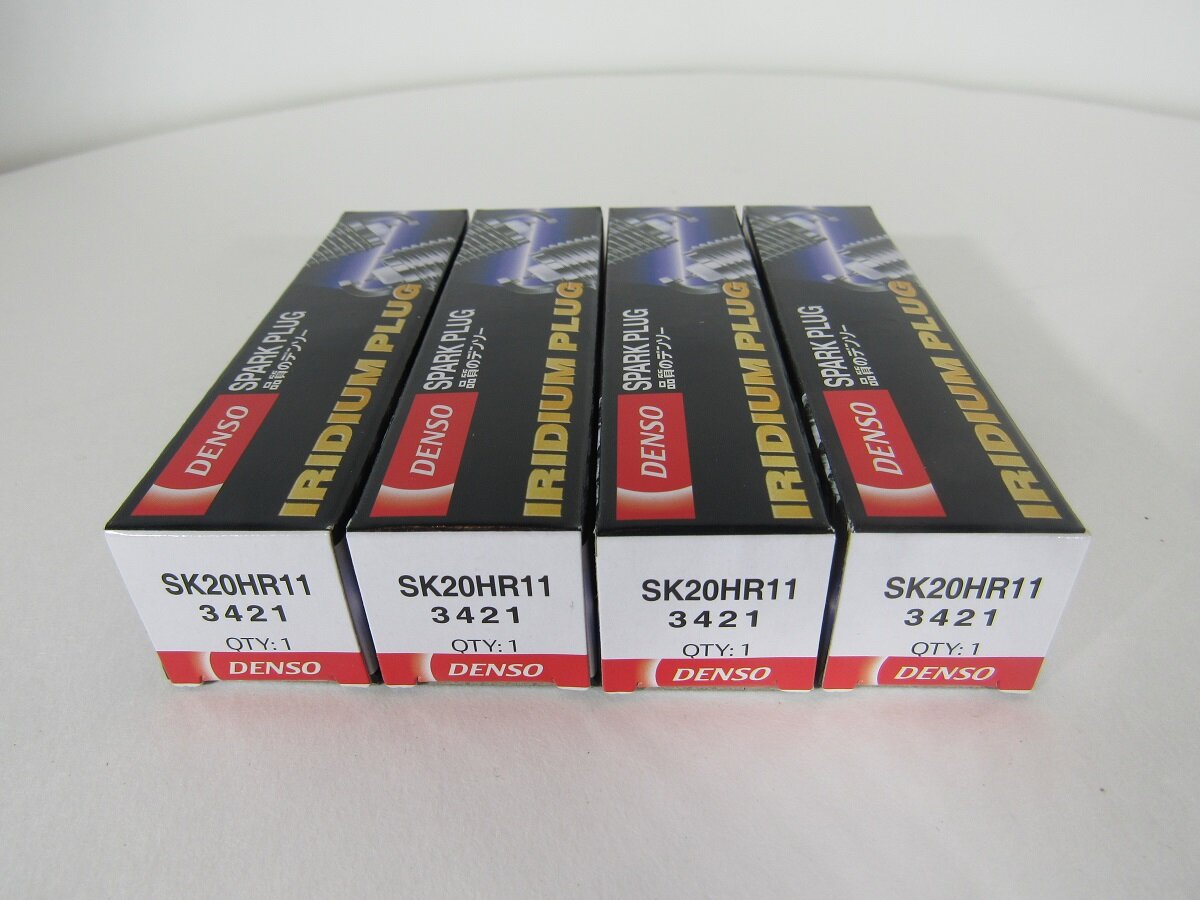 DENSO
SPARK PLUG
品質のデンソー
IRIDIUM PLUG
SK20HR11
3421
QTY: 1
DENSO
DENSO
SPARK PLUG
品質のデンソー
IRIDIUM PLUG
SK20HR11
3421
QTY: 1
DENSO
DENSO
SPARK PLUG
品質のデンソー
IRIDIUM PLUG
SK20HR11
3421
QTY: 1
DENSO
DENSO
SPARK PLUG
品質のデンソー
IRIDIUM PLUG
SK20HR11
3421
QTY: 1
DENSO